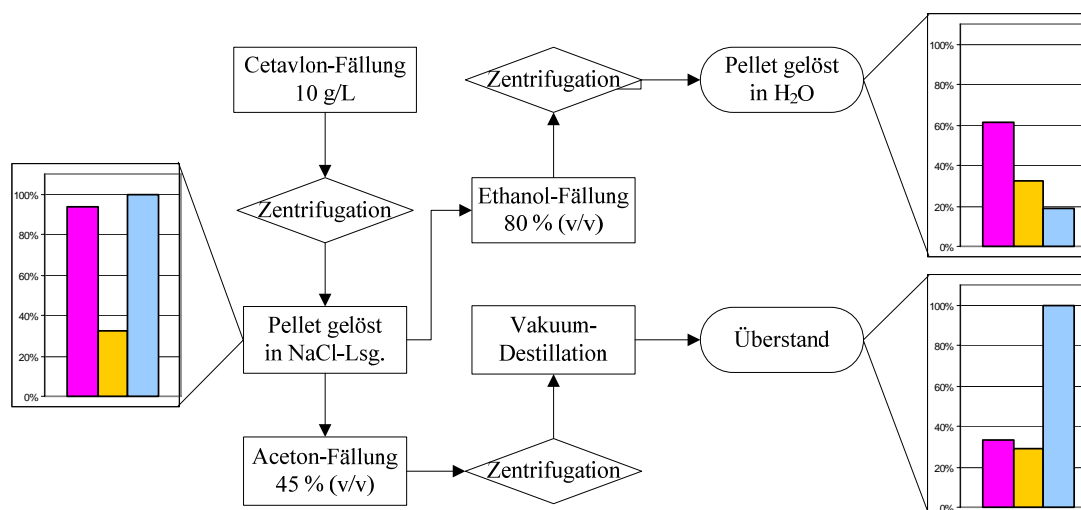 Cetavlon-Fällung
10 g/L
Zentrifugation
Pellet gelöst
in NaCl-Lsg.
Aceton-Fällung
45 % (v/v)
Zentrifugation
Vakuum-
Destillation
Überstand
Ethanol-Fällung
80 % (v/v)
Zentrifugation
Pellet gelöst
in H₂O
100%
80%
60%
40%
20%
0%
100%
80%
60%
40%
20%
0%
100%
80%
60%
40%
20%
0%